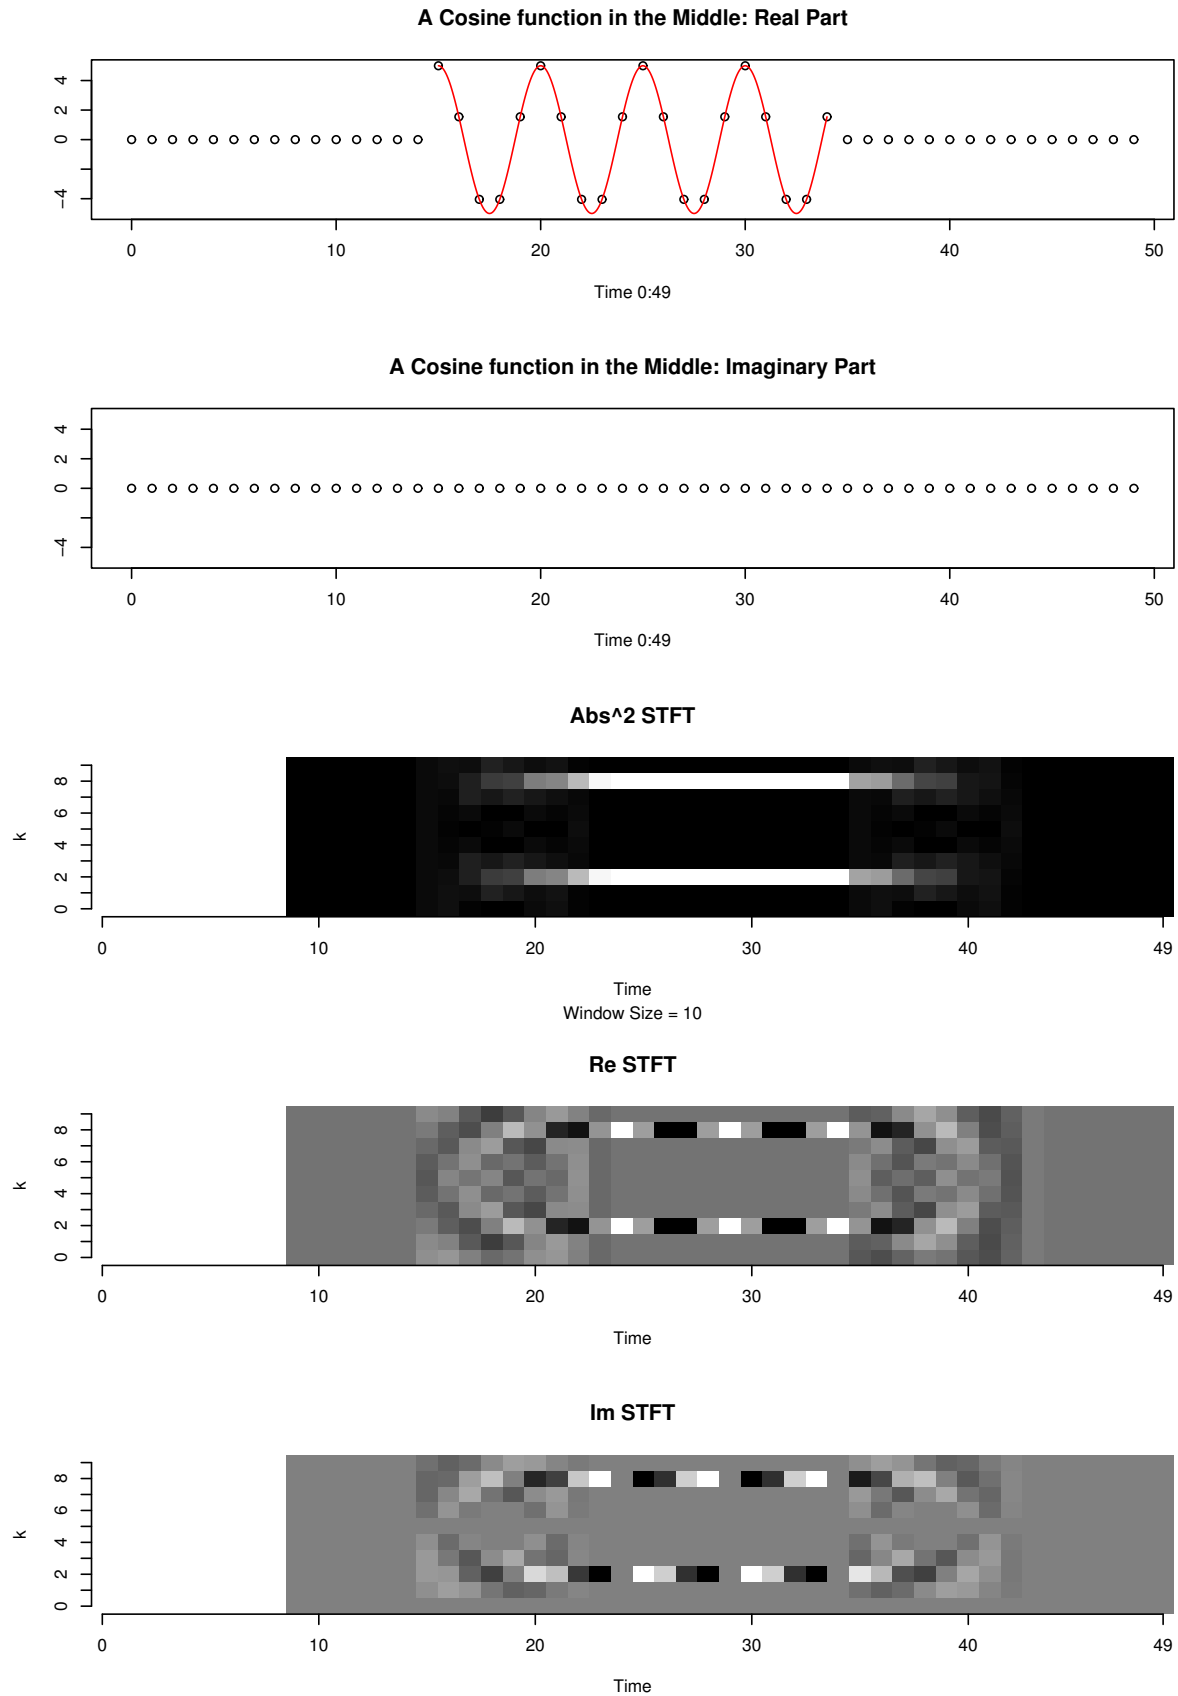 A Cosine function in the Middle: Real Part
4
2
0
−4
0 10 20 30 40 50
Time 0:49
A Cosine function in the Middle: Imaginary Part
4
2
0
−4
0 10 20 30 40 50
Time 0:49
Abs^2 STFT
8
6
4
2
0
k
0 10 20 30 40 49
Time
Window Size = 10
Re STFT
8
6
4
2
0
k
0 10 20 30 40 49
Time
Im STFT
8
6
4
2
0
k
0 10 20 30 40 49
Time